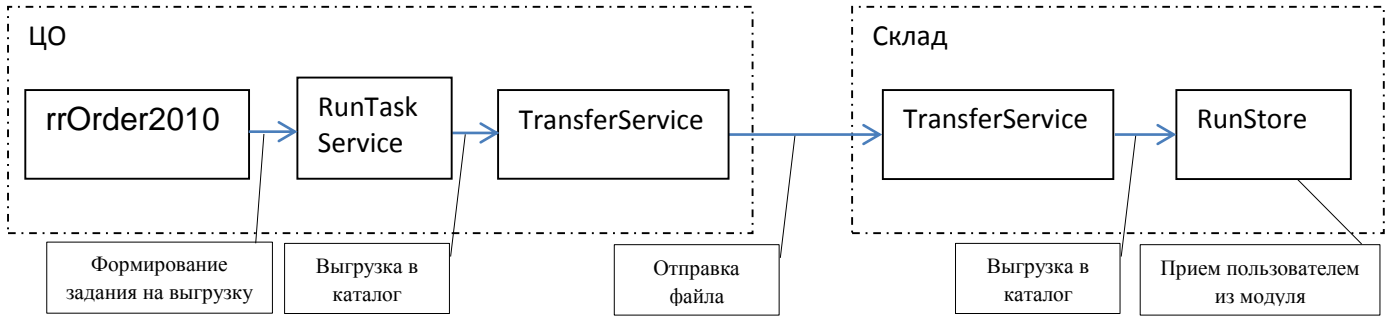 ЦО
Склад
rrOrder2010
RunTask
Service
TransferService
TransferService
RunStore
Формирование
задания на выгрузку
Выгрузка в
каталог
Отправка
файла
Выгрузка в
каталог
Прием пользователем
из модуля